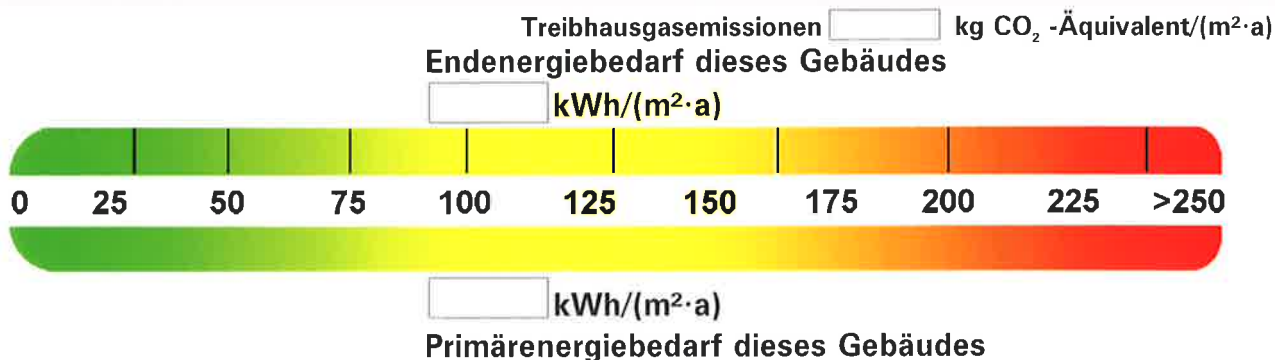 Treibhausgasemissionen kg CO₂ -Äquivalent/(m²·a)
Endenergiebedarf dieses Gebäudes
kWh/(m²·a)
0 25 50 75 100 125 150 175 200 225 >250
kWh/(m²·a)
Primärenergiebedarf dieses Gebäudes